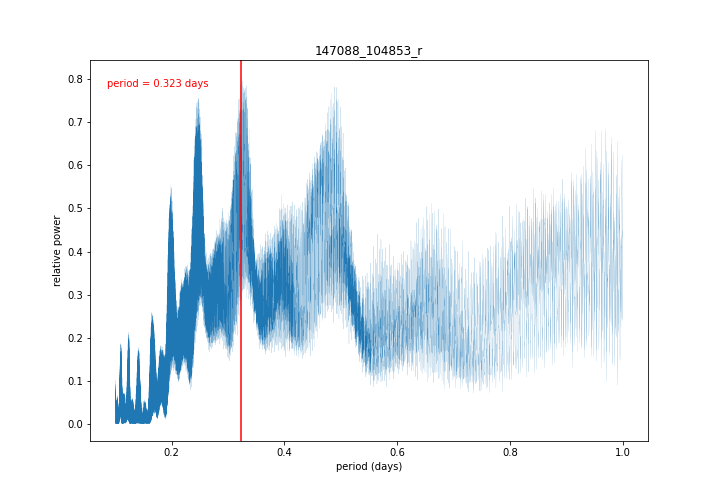 147088_104853_r
period = 0.323 days
relative power
0.8
0.7
0.6
0.5
0.4
0.3
0.2
0.1
0.0
0.2 0.4 0.6 0.8 1.0
period (days)